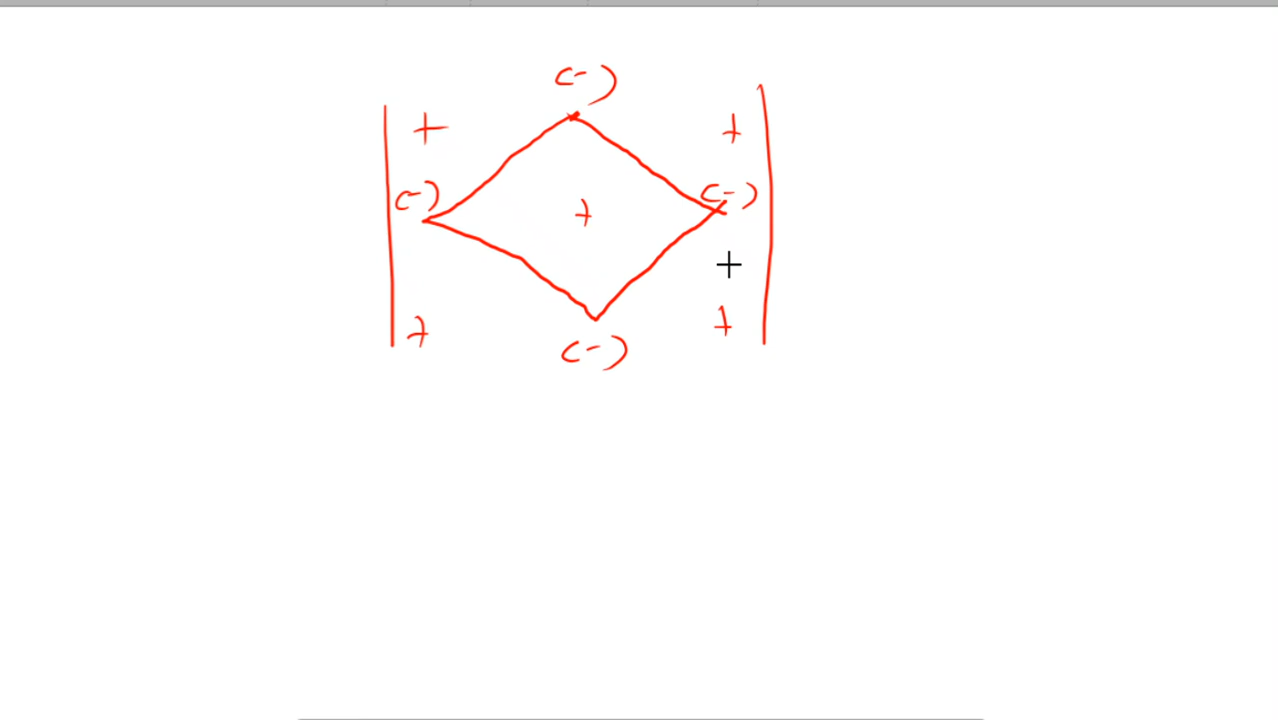 (-)
+ +
(-) + (-)
+ +
(-)